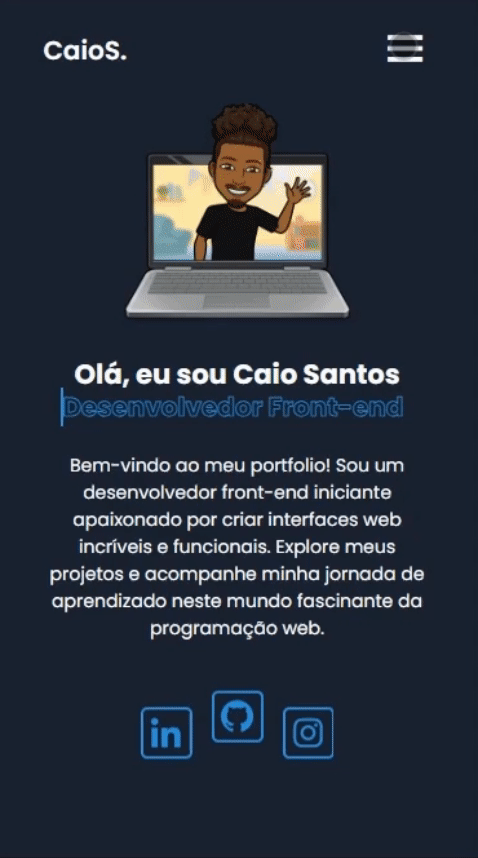 CaioS.
Olá, eu sou Caio Santos
Desenvolvedor Front-end
Bem-vindo ao meu portfolio! Sou um
desenvolvedor front-end iniciante
apaixonado por criar interfaces web
incríveis e funcionais. Explore meus
projetos e acompanhe minha jornada de
aprendizado neste mundo fascinante da
programação web.
in